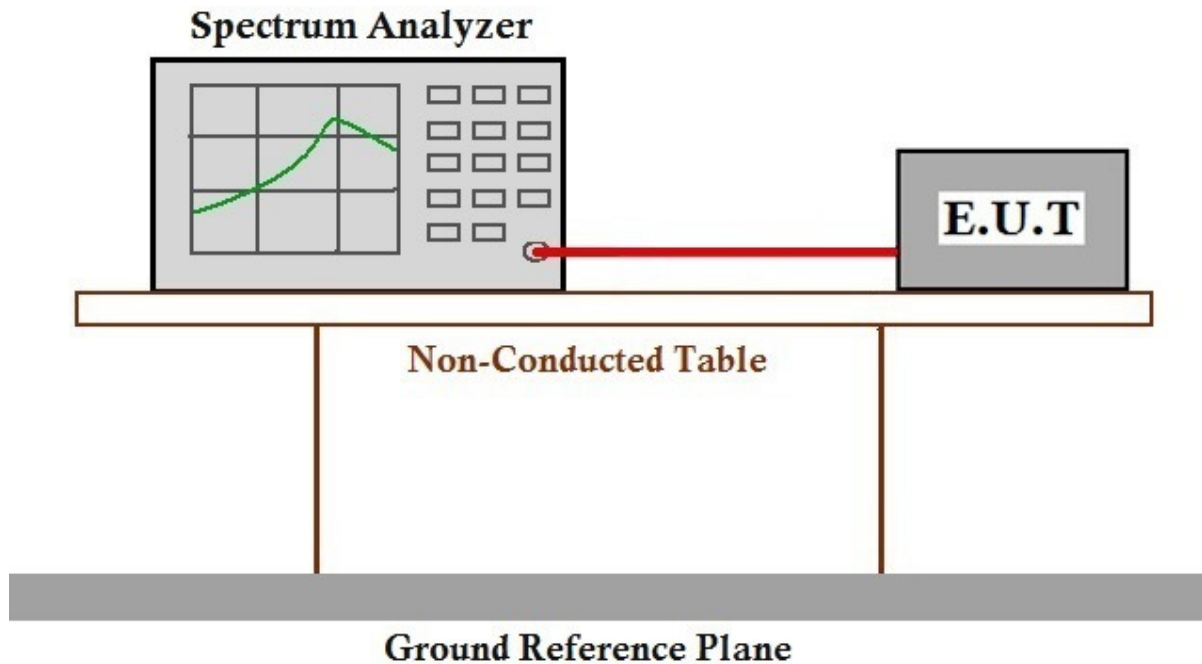 Spectrum Analyzer
E.U.T
Non-Conducted Table
Ground Reference Plane